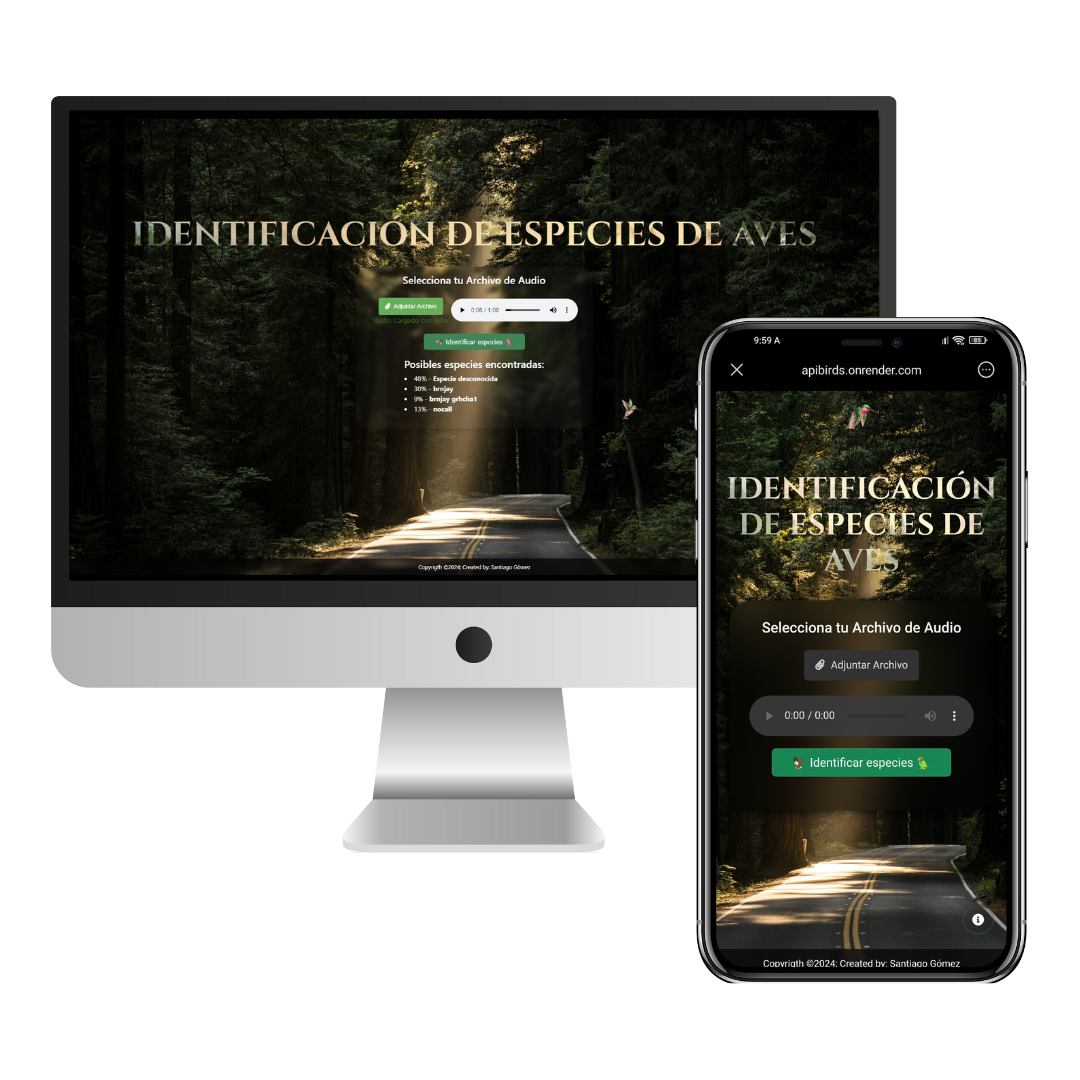 IDENTIFICACIÓN DE ESPECIES DE AVES
Selecciona tu Archivo de Audio
Adjuntar Archivo
0:06 / 1:00
Audio Cargado con éxito
Identificar especies
Posibles especies encontradas:
48% - Especie desconocida
30% - brnjay
9% - brnjay grhcha1
13% - nocall
Copyrigth ©2024; Created by: Santiago Gómez
9:59 A
85
apibirds.onrender.com
IDENTIFICACIÓN
DE ESPECIES DE
AVES
Selecciona tu Archivo de Audio
Adjuntar Archivo
0:00 / 0:00
Identificar especies
Copyrigth ©2024; Created by: Santiago Gómez